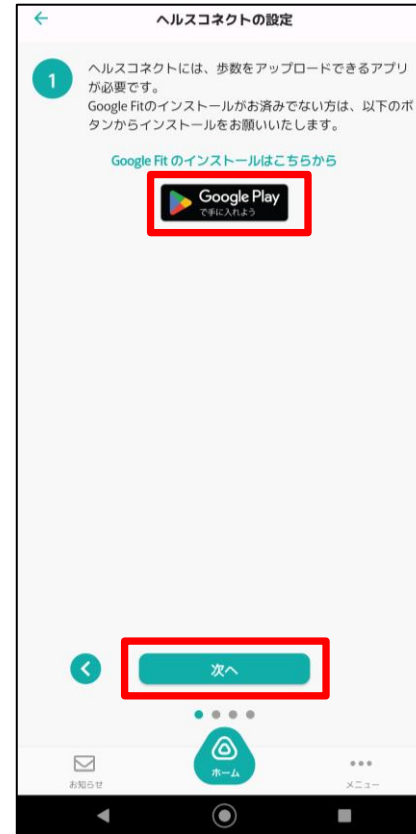 ヘルスコネクトの設定
1
ヘルスコネクトには、歩数をアップロードできるアプリ
が必要です。
Google Fitのインストールがお済みでない方は、以下のボ
タンからインストールをお願いいたします。
Google Fit のインストールはこちらから
Google Play
で手に入れよう
次へ
お知らせ
ホーム
メニュー